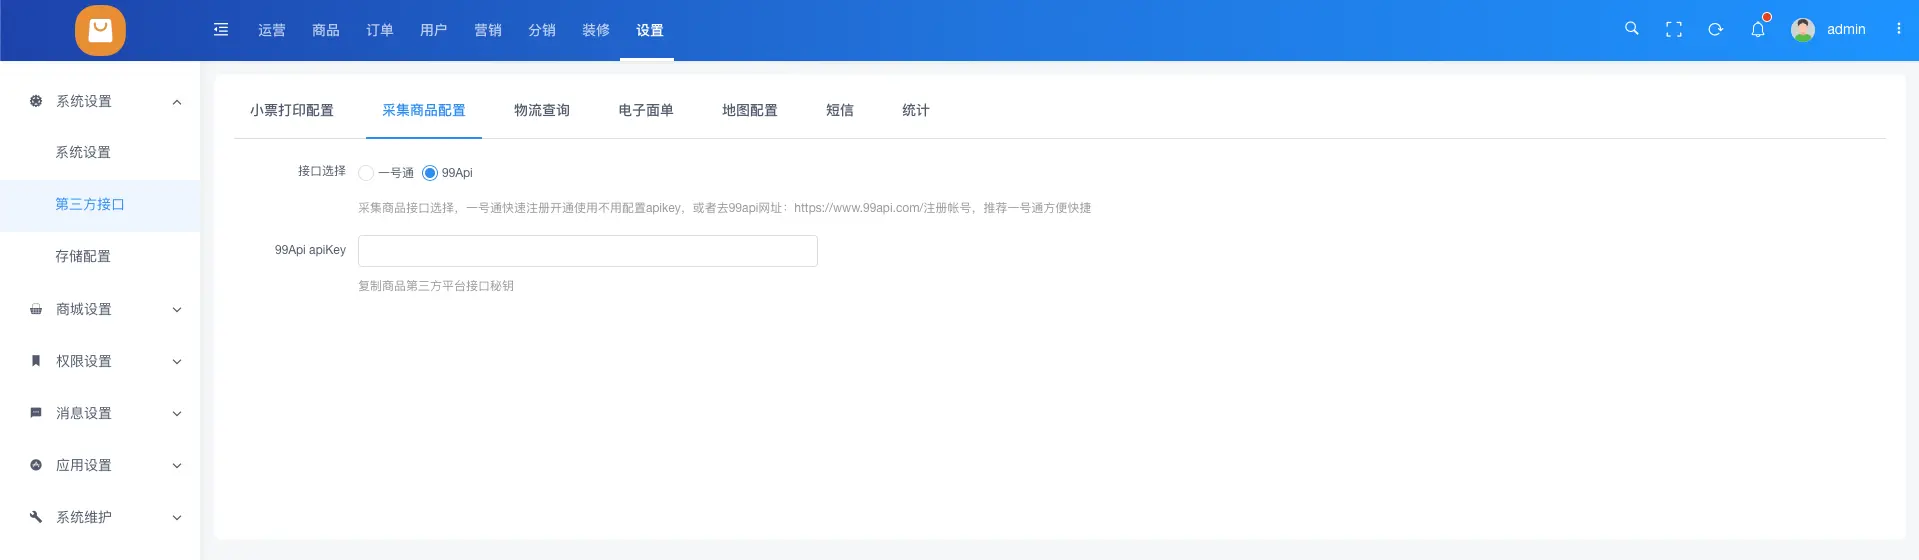 运营 商品 订单 用户 营销 分销 装修 设置 admin
系统设置
系统设置
第三方接口
存储配置
商城设置
权限设置
消息设置
应用设置
系统维护
小票打印配置 采集商品配置 物流查询 电子面单 地图配置 短信 统计
接口选择 一号通 99Api
采集商品接口选择，一号通快速注册开通使用不用配置apikey，或者去99api网址：https://www.99api.com/注册帐号，推荐一号通方便快捷
99Api apiKey
复制商品第三方平台接口秘钥